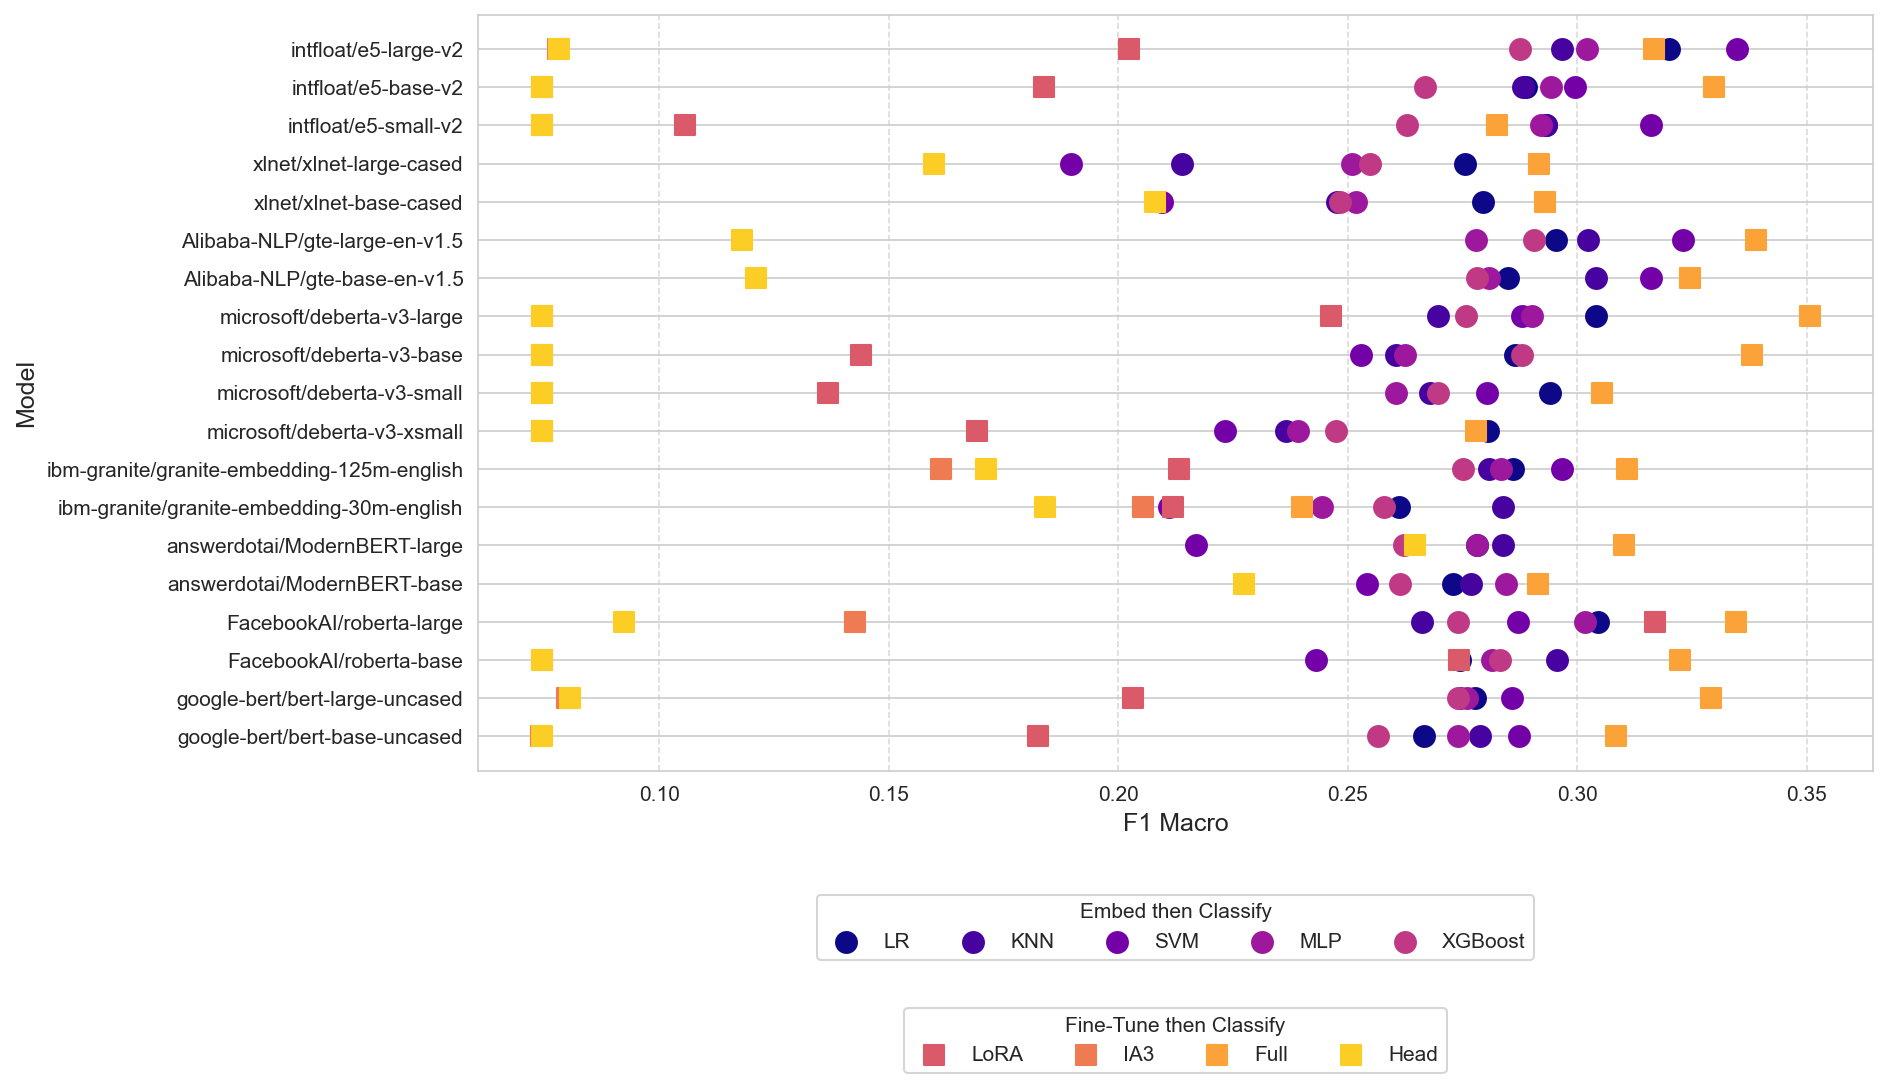 Model
intfloat/e5-large-v2
intfloat/e5-base-v2
intfloat/e5-small-v2
xlnet/xlnet-large-cased
xlnet/xlnet-base-cased
Alibaba-NLP/gte-large-en-v1.5
Alibaba-NLP/gte-base-en-v1.5
microsoft/deberta-v3-large
microsoft/deberta-v3-base
microsoft/deberta-v3-small
microsoft/deberta-v3-xsmall
ibm-granite/granite-embedding-125m-english
ibm-granite/granite-embedding-30m-english
answerdotai/ModernBERT-large
answerdotai/ModernBERT-base
FacebookAI/roberta-large
FacebookAI/roberta-base
google-bert/bert-large-uncased
google-bert/bert-base-uncased
0.10 0.15 0.20 0.25 0.30 0.35
F1 Macro
Embed then Classify
LR KNN SVM MLP XGBoost
Fine-Tune then Classify
LoRA IA3 Full Head